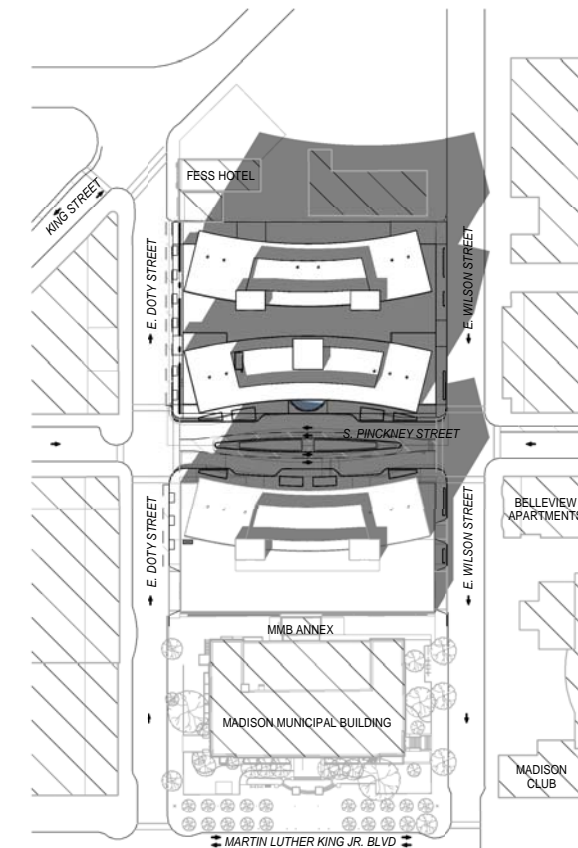 FESS HOTEL
KING STREET
E. DOTY STREET
E. WILSON STREET
S. PINCKNEY STREET
E. DOTY STREET
E. WILSON STREET
BELLEVIEW
APARTMENTS
MMB ANNEX
MADISON MUNICIPAL BUILDING
MADISON
CLUB
MARTIN LUTHER KING JR. BLVD